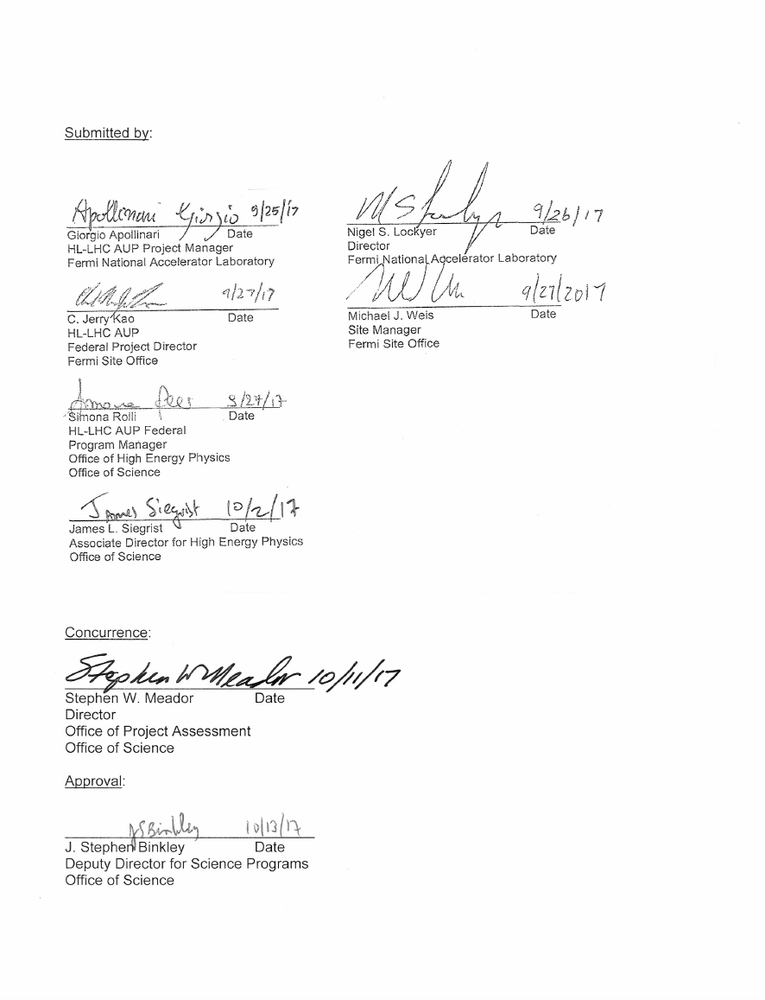 Submitted by:
Apollinari Giorgio 9/25/17
Giorgio Apollinari Date
HL-LHC AUP Project Manager
Fermi National Accelerator Laboratory
9/26/17
Nigel S. Lockyer Date
Director
Fermi National Accelerator Laboratory
9/27/17
C. Jerry Kao Date
HL-LHC AUP
Federal Project Director
Fermi Site Office
9/27/2017
Michael J. Weis Date
Site Manager
Fermi Site Office
9/27/17
Simona Rolli Date
HL-LHC AUP Federal
Program Manager
Office of High Energy Physics
Office of Science
James Siegrist 10/2/17
James L. Siegrist Date
Associate Director for High Energy Physics
Office of Science
Concurrence:
Stephen W Meador 10/11/17
Stephen W. Meador Date
Director
Office of Project Assessment
Office of Science
Approval:
JSBinkley 10/13/17
J. Stephen Binkley Date
Deputy Director for Science Programs
Office of Science